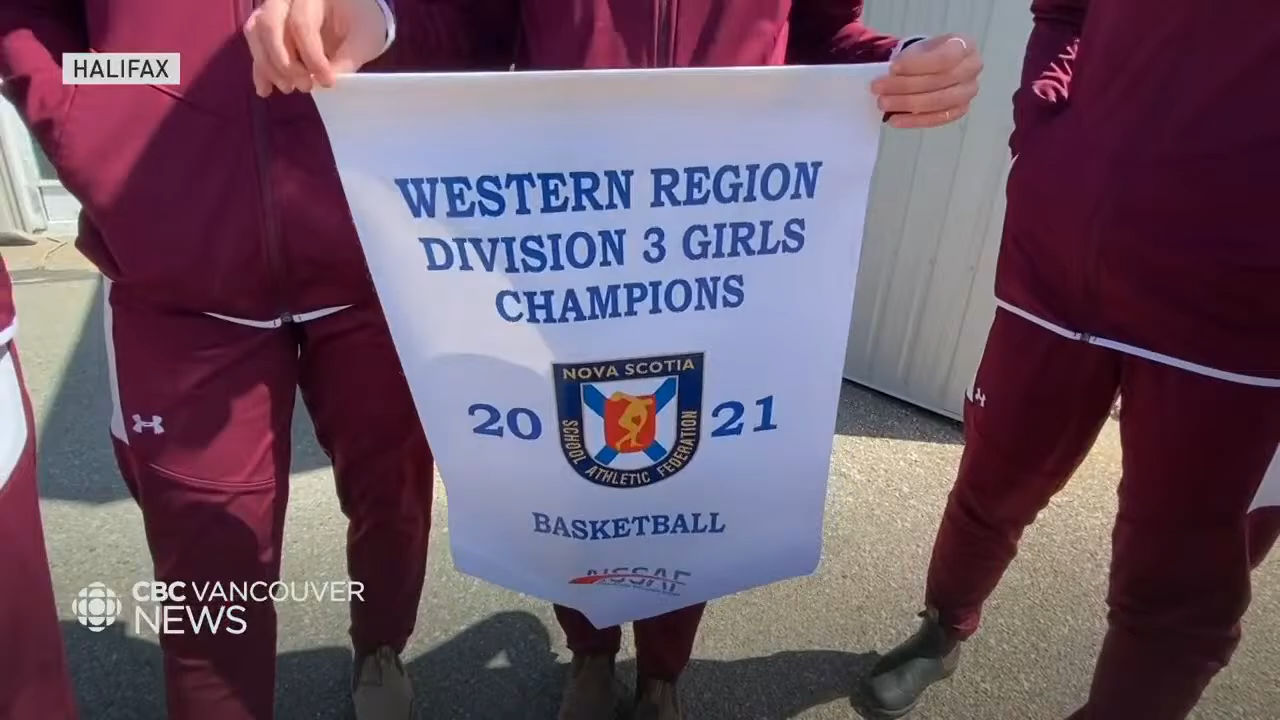 HALIFAX
WESTERN REGION
DIVISION 3 GIRLS
CHAMPIONS
NOVA SCOTIA
20 21
SCHOOL ATHLETIC FEDERATION
BASKETBALL
NSSAF
CBC VANCOUVER
NEWS